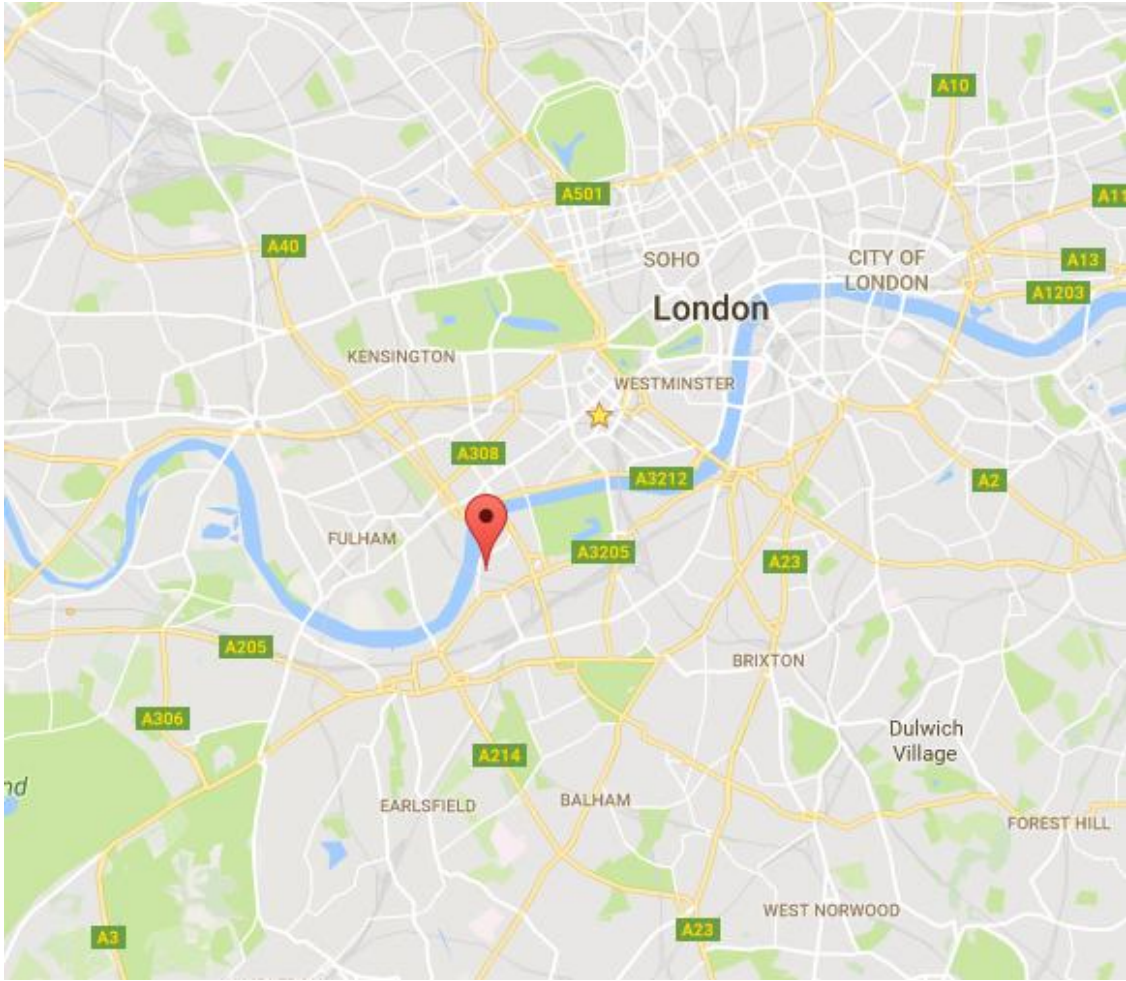 A10
A501
A11
A40
SOHO
CITY OF
LONDON
A13
A1203
London
KENSINGTON
WESTMINSTER
A308
A3212
A2
FULHAM
A3205
A23
A205
BRIXTON
A306
Dulwich
Village
A214
nd
EARLSFIELD
BALHAM
FOREST HILL
WEST NORWOOD
A23
A3